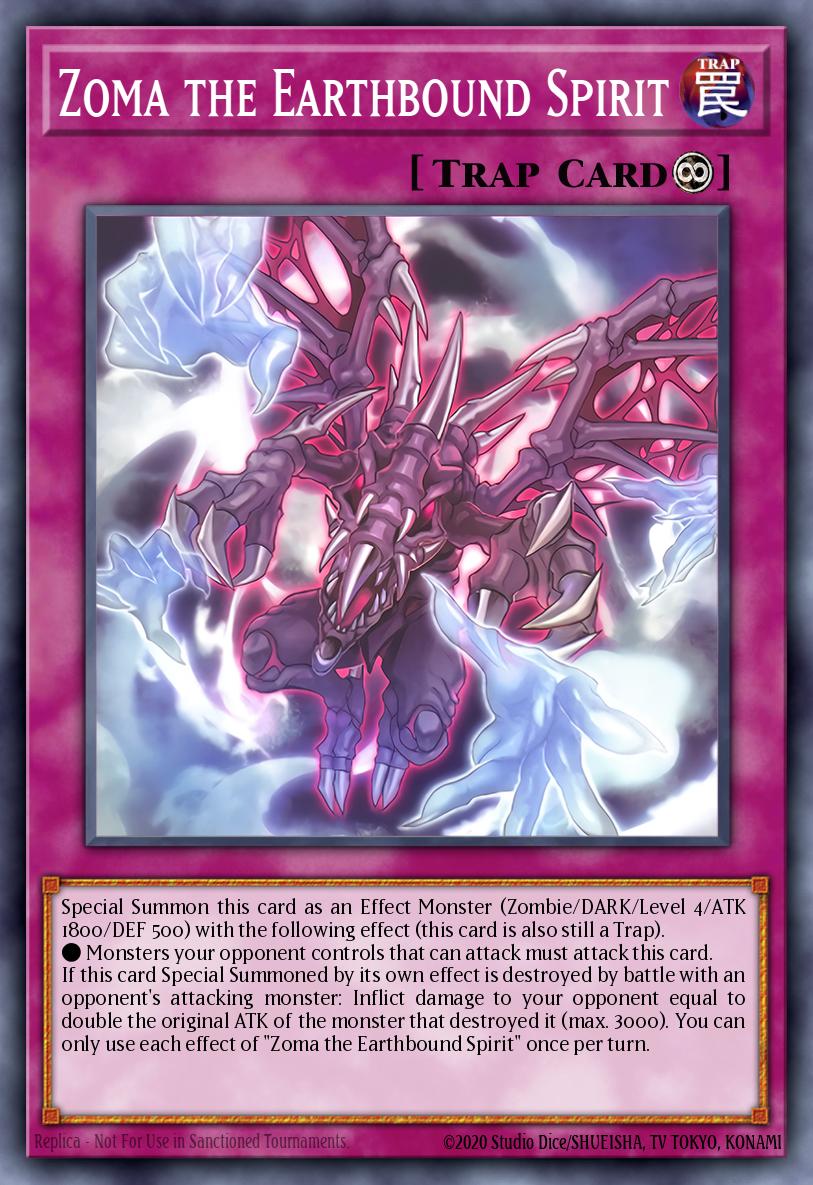 Zoma the Earthbound Spirit
TRAP
罠
[ Trap Card ∞ ]
Special Summon this card as an Effect Monster (Zombie/DARK/Level 4/ATK
1800/DEF 500) with the following effect (this card is also still a Trap).
● Monsters your opponent controls that can attack must attack this card.
If this card Special Summoned by its own effect is destroyed by battle with an
opponent's attacking monster: Inflict damage to your opponent equal to
double the original ATK of the monster that destroyed it (max. 3000). You can
only use each effect of "Zoma the Earthbound Spirit" once per turn.
Replica - Not For Use in Sanctioned Tournaments.
©2020 Studio Dice/SHUEISHA, TV TOKYO, KONAMI